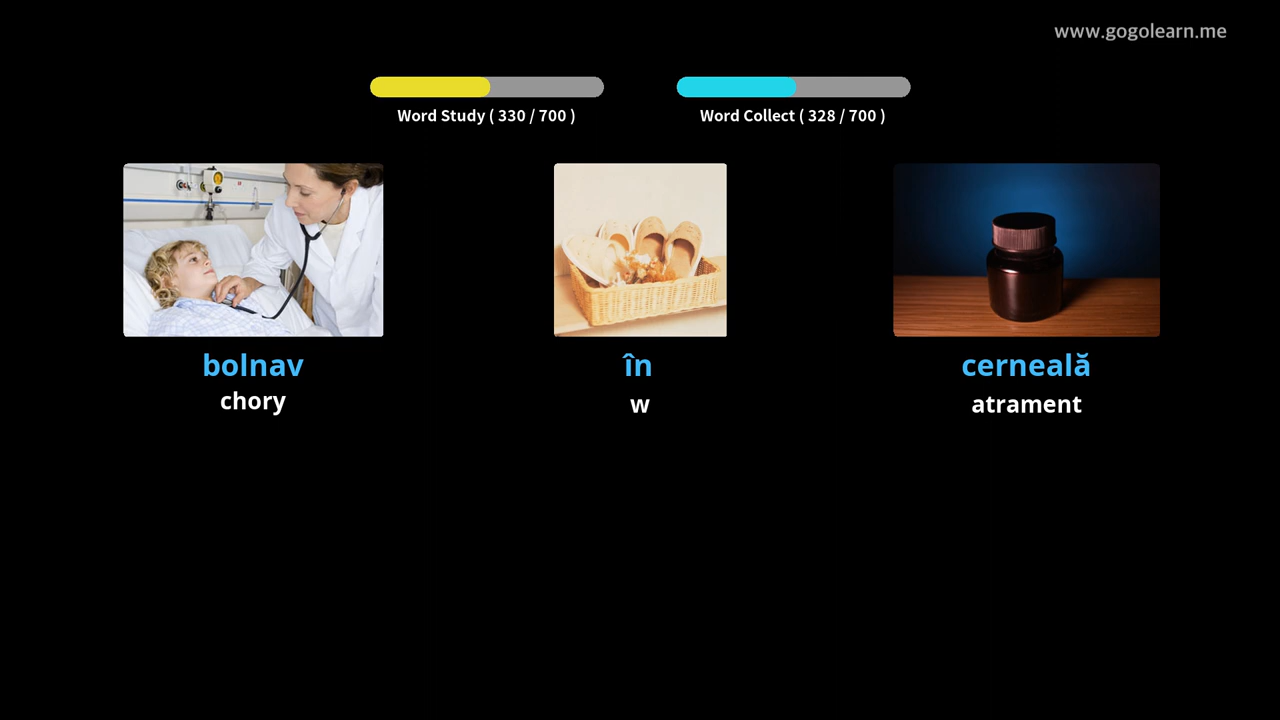 www.gogolearn.me
Word Study ( 330 / 700 )
Word Collect ( 328 / 700 )
bolnav
chory
în
w
cerneală
atrament